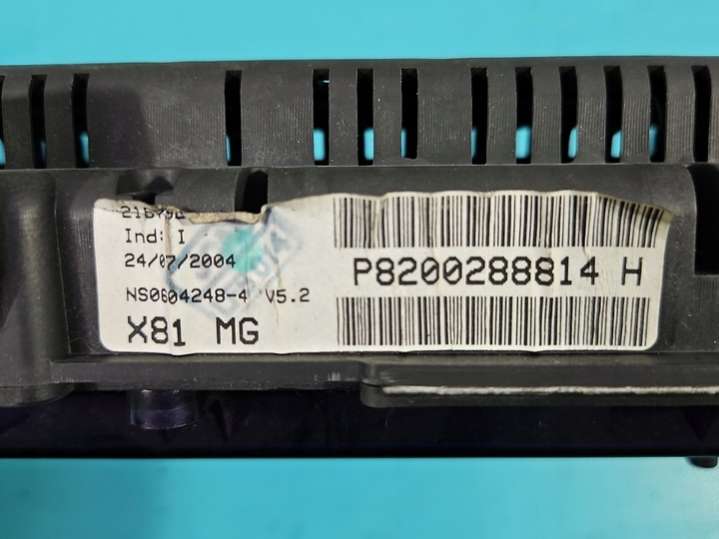 Ind: I
24/07/2004
NS0604248-4 V5.2
X81 MG
P8200288814 H